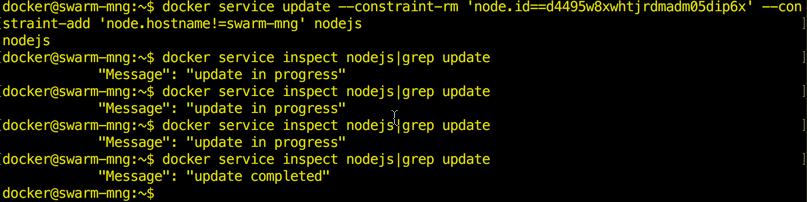 docker@swarm-mng:~$ docker service update --constraint-rm 'node.id==d4495w8xwhtjrdmadm05dip6x' --con
[straint-add 'node.hostname!=swarm-mng' nodejs ]
nodejs
[docker@swarm-mng:~$ docker service inspect nodejs|grep update ]
"Message": "update in progress"
[docker@swarm-mng:~$ docker service inspect nodejs|grep update ]
"Message": "update in progress"
[docker@swarm-mng:~$ docker service inspect nodejs|grep update ]
"Message": "update in progress"
[docker@swarm-mng:~$ docker service inspect nodejs|grep update ]
"Message": "update completed"
docker@swarm-mng:~$